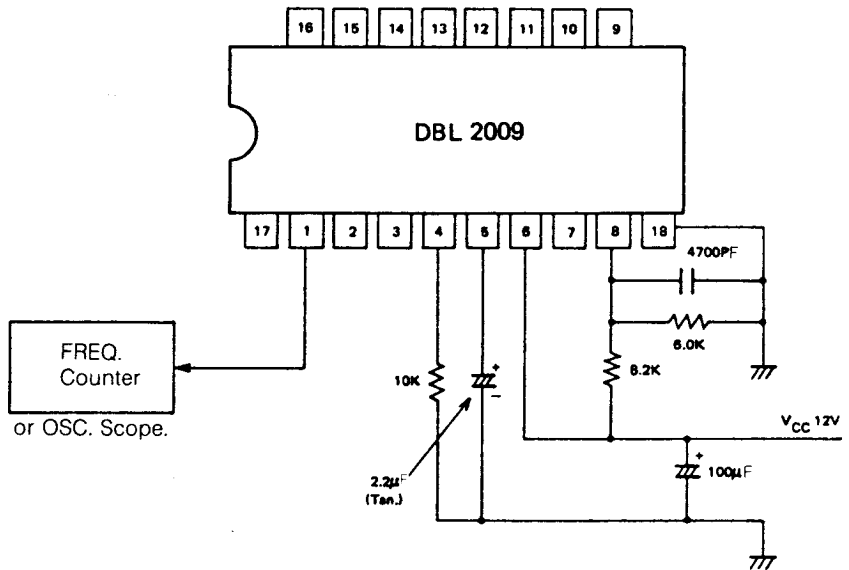 16 15 14 13 12 11 10 9
DBL 2009
17 1 2 3 4 5 6 7 8 18
4700PF
6.0K
8.2K
FREQ.
Counter
or OSC. Scope.
10K
+
−
2.2µF
(Tan.)
VCC 12V
+
100µF